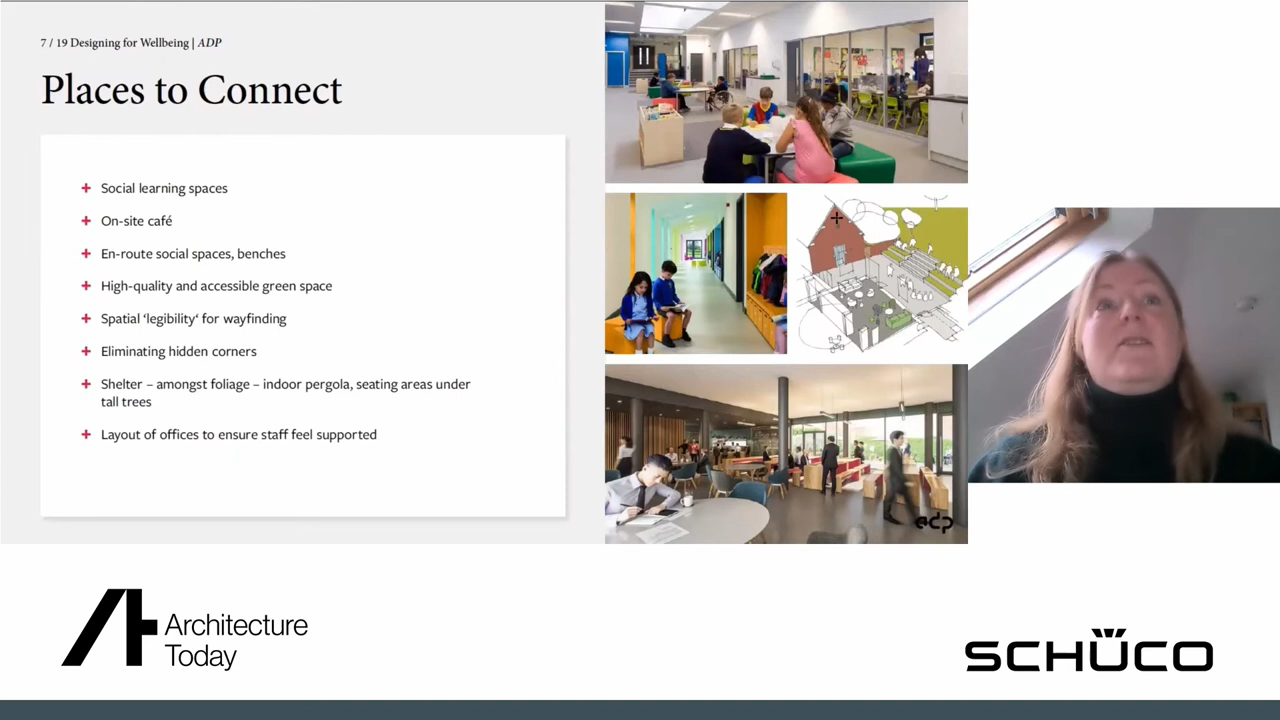 7 / 19 Designing for Wellbeing | ADP
Places to Connect
+ Social learning spaces
+ On-site café
+ En-route social spaces, benches
+ High-quality and accessible green space
+ Spatial ‘legibility‘ for wayfinding
+ Eliminating hidden corners
+ Shelter – amongst foliage – indoor pergola, seating areas under
tall trees
+ Layout of offices to ensure staff feel supported
adp
Architecture
Today
SCHÜCO